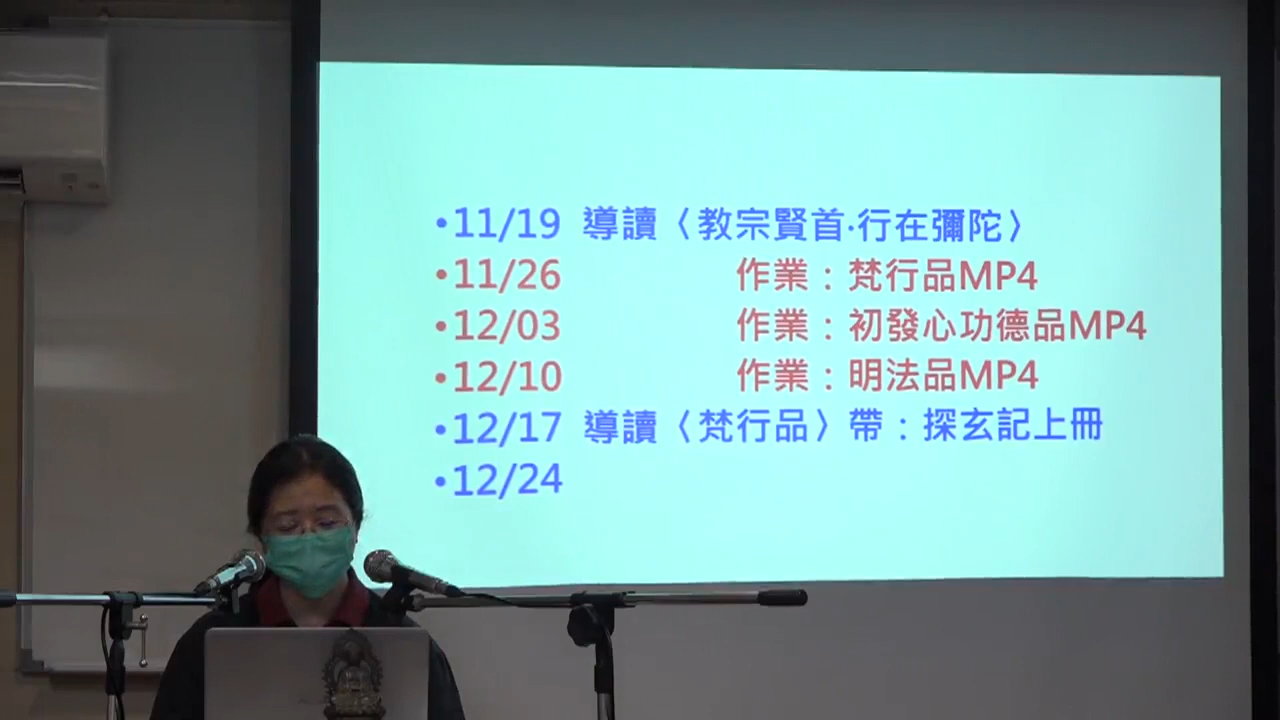 •11/19 導讀〈教宗賢首·行在彌陀〉
•11/26 作業：梵行品MP4
•12/03 作業：初發心功德品MP4
•12/10 作業：明法品MP4
•12/17 導讀〈梵行品〉帶：探玄記上冊
•12/24